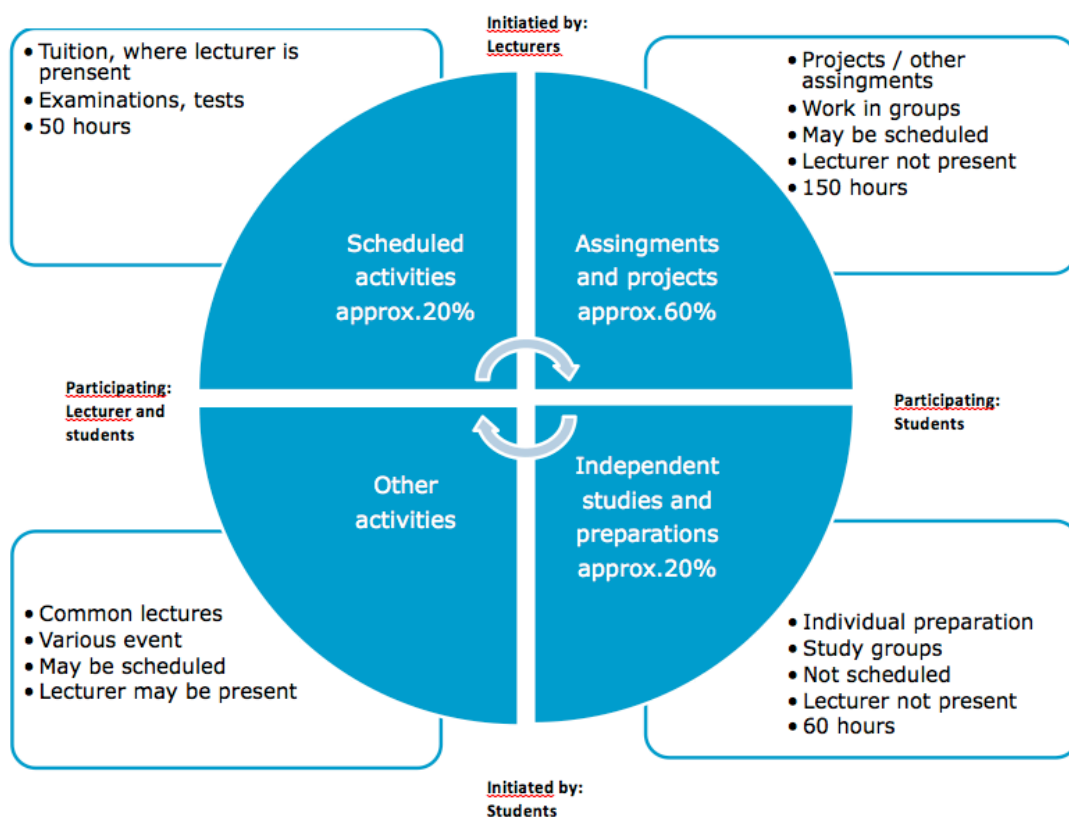 Initiatied by:
Lecturers
• Tuition, where lecturer is
prensent
• Examinations, tests
• 50 hours
• Projects / other
assingments
• Work in groups
• May be scheduled
• Lecturer not present
• 150 hours
Scheduled
activities
approx.20%
Assingments
and projects
approx.60%
Participating:
Lecturer and
students
Participating:
Students
Other
activities
Independent
studies and
preparations
approx.20%
• Common lectures
• Various event
• May be scheduled
• Lecturer may be present
• Individual preparation
• Study groups
• Not scheduled
• Lecturer not present
• 60 hours
Initiated by:
Students